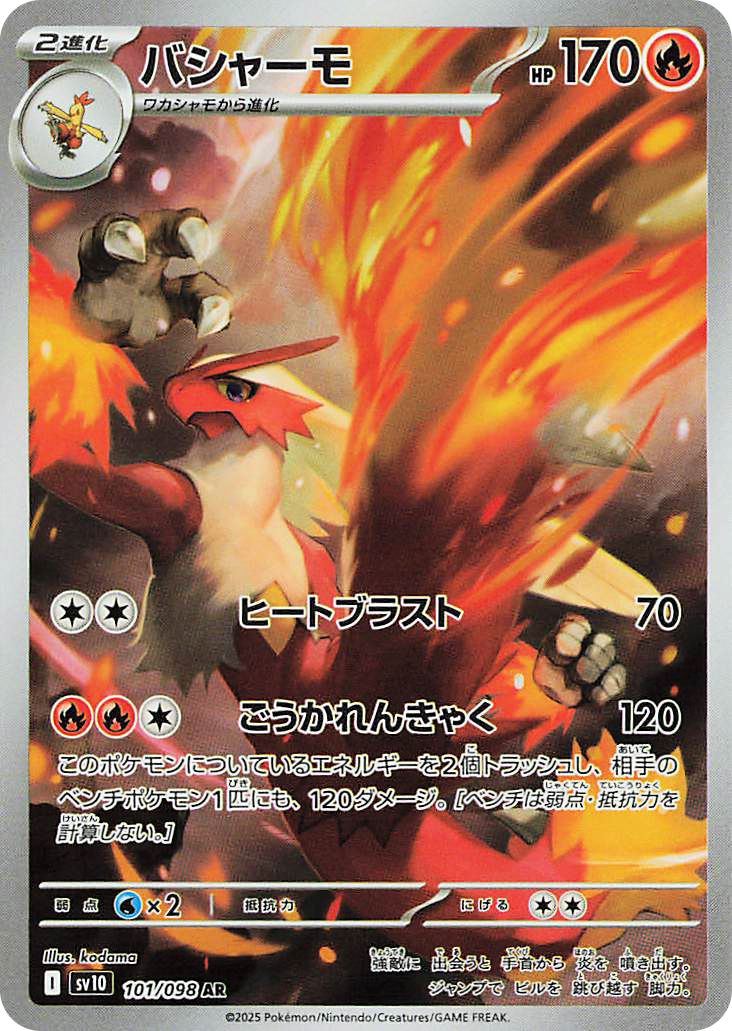 2進化
バシャーモ
HP170
ワカシャモから進化
ヒートブラスト 70
ごうかれんきゃく 120
このポケモンについているエネルギーを2個トラッシュし、相手の
ベンチポケモン1匹にも、120ダメージ。[ベンチは弱点・抵抗力を
計算しない。]
弱点 ×2 抵抗力 にげる
Illus. kodama
強敵に 出会うと 手首から 炎を 噴き出す。
ジャンプで ビルを 跳び越す 脚力。
I sv10 101/098 AR
©2025 Pokémon/Nintendo/Creatures/GAME FREAK.